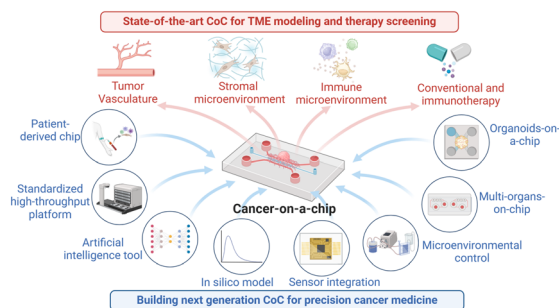 State-of-the-art CoC for TME modeling and therapy screening
Tumor
Vasculature
Stromal
microenvironment
Immune
microenvironment
Conventional and
immunotherapy
Patient-
derived chip
Organoids-on-
a-chip
Standardized
high-throughput
platform
Multi-organs-
on-chip
Cancer-on-a-chip
Artificial
intelligence tool
In silico model
Sensor integration
Microenvironmental
control
Building next generation CoC for precision cancer medicine